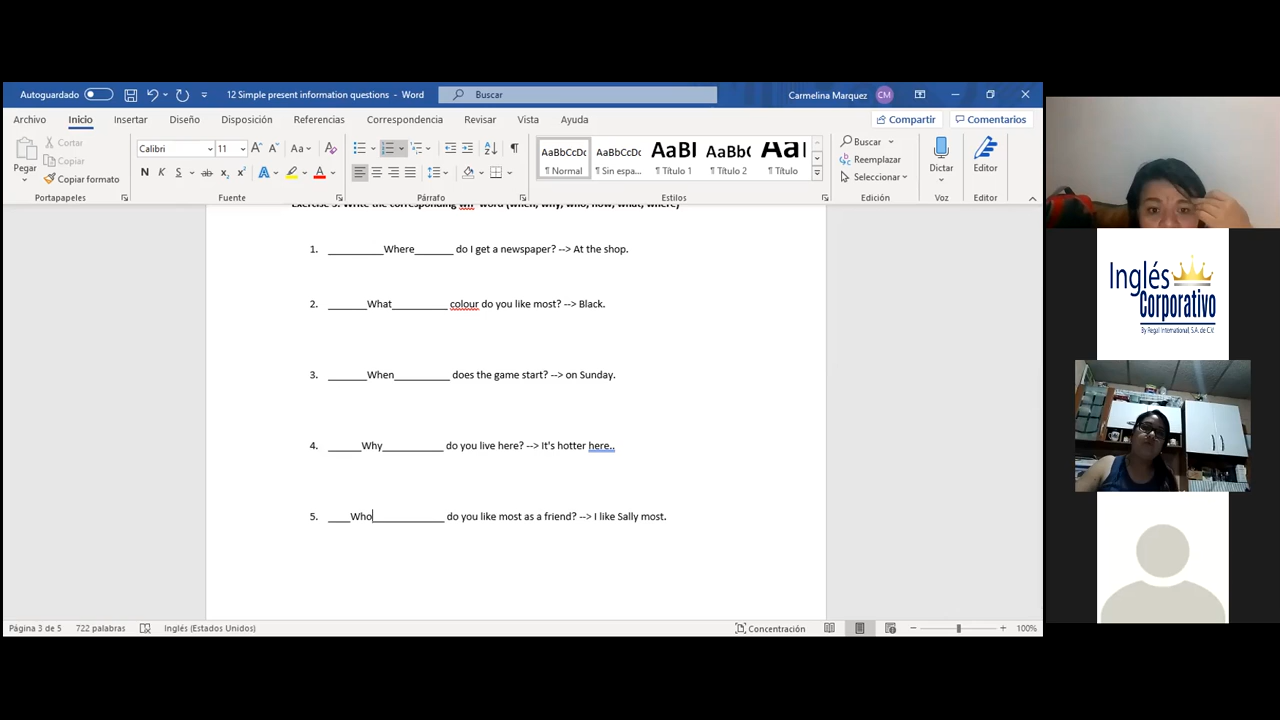 Autoguardado 12 Simple present information questions - Word Buscar Carmelina Marquez CM
Archivo Inicio Insertar Diseño Disposición Referencias Correspondencia Revisar Vista Ayuda Compartir Comentarios
Pegar Cortar Copiar Copiar formato
Calibri 11 A A Aa
N K S ab x₂ x² A A
AaBbCcDc AaBbCcDc AaBl AaBb( AaB
¶ Normal ¶ Sin espa... ¶ Título 1 ¶ Título 2 ¶ Título
Buscar Reemplazar Seleccionar Dictar Editor
Portapapeles Fuente Párrafo Estilos Edición Voz Editor
Exercise 3: Write the corresponding wh- word (when, why, who, how, what, where)
1. __________Where_______ do I get a newspaper? --> At the shop.
2. _______What__________ colour do you like most? --> Black.
3. _______When__________ does the game start? --> on Sunday.
4. ______Why___________ do you live here? --> It's hotter here..
5. ____Who_____________ do you like most as a friend? --> I like Sally most.
Página 3 de 5 722 palabras Inglés (Estados Unidos) Concentración 100%
Inglés
Corporativo
By Regal International, S.A. de C.V.